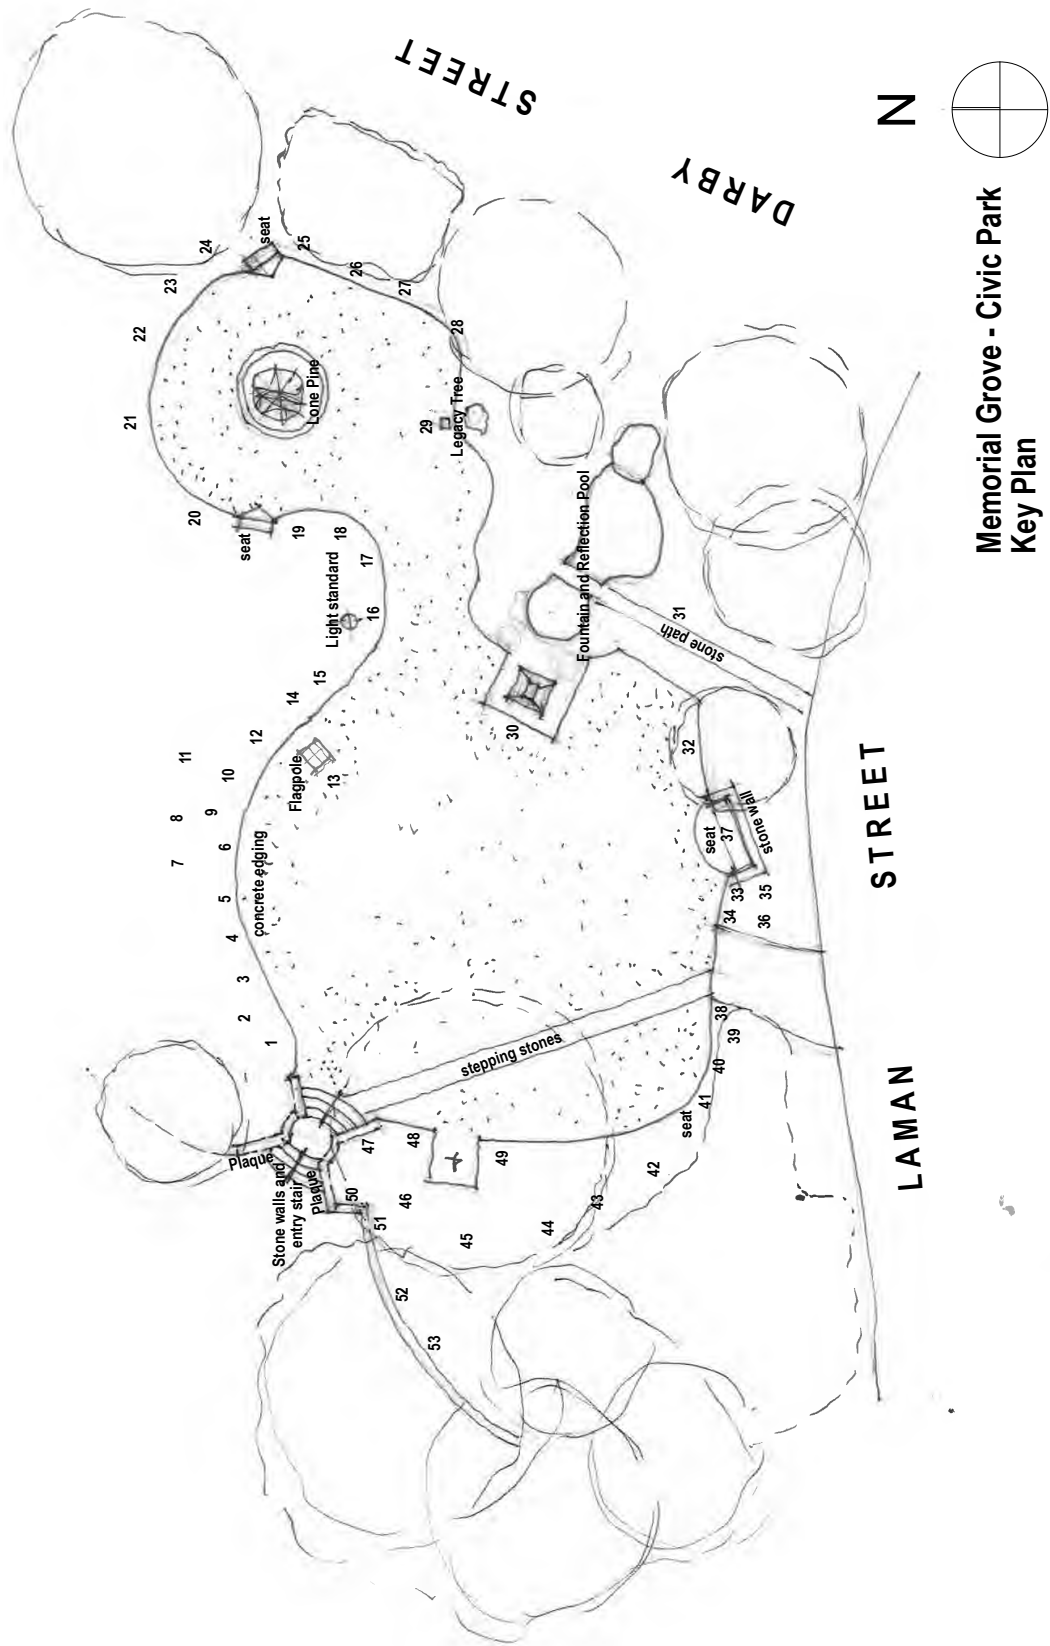 STREET
DARBY
N
Memorial Grove - Civic Park
Key Plan
24
seat
25
23
26
27
22
28
Lone Pine
21
29
Legacy Tree
20
seat
19
18
17
Light standard
16
Fountain and Reflection Pool
31
stone path
15
14
12
11
10
Flagpole
13
30
32
8
9
7
6
5
concrete edging
4
3
2
1
seat
37
stone wall
33
34
35
36
STREET
stepping stones
38
39
40
41
seat
42
LAMAN
Plaque
Stone walls and
entry stair
Plaque
47
48
49
50
51
46
45
44
43
52
53